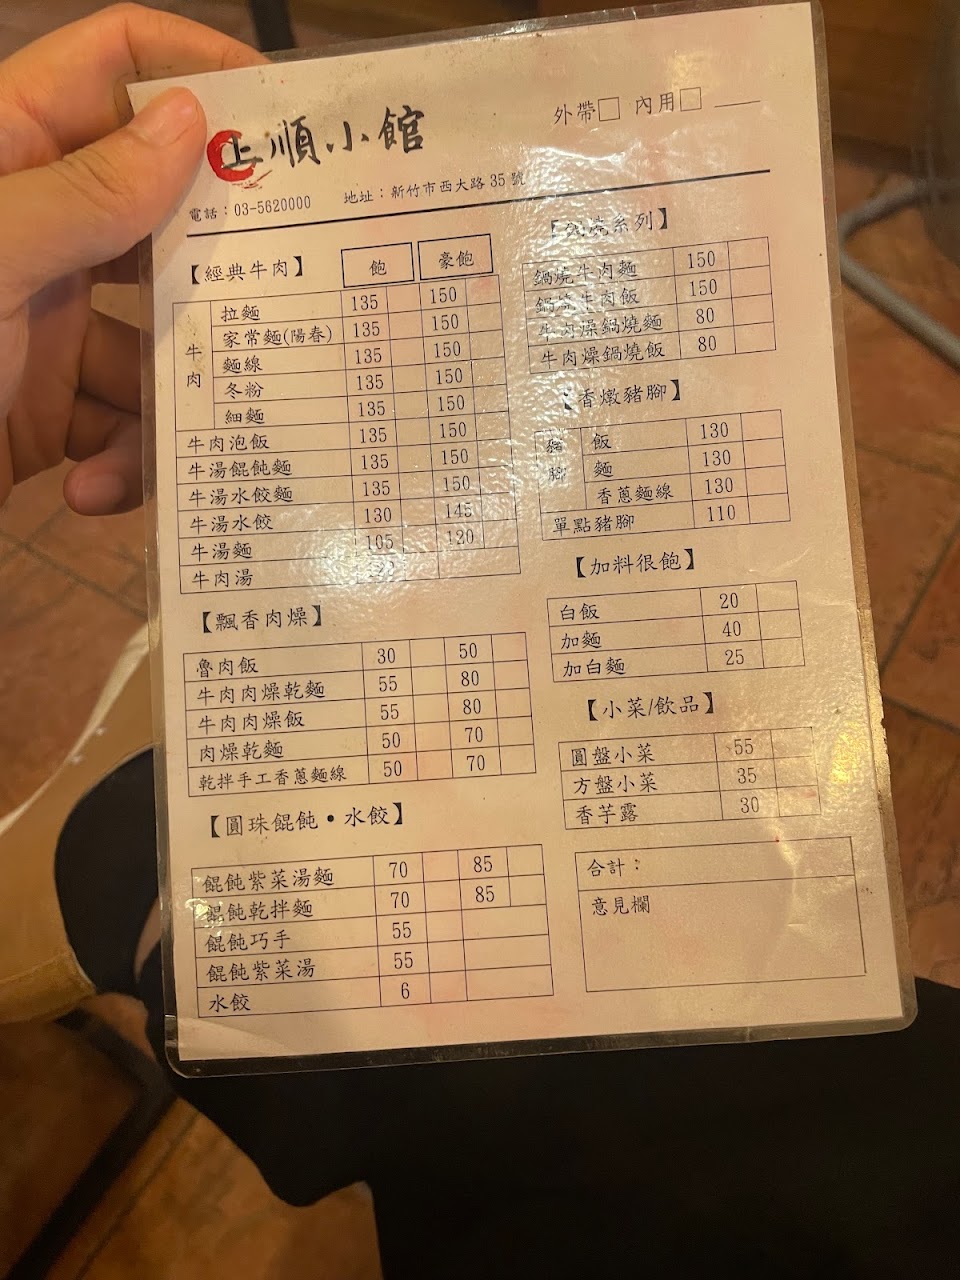 上順小館
外帶□ 內用□
電話：03-5620000 地址：新竹市西大路35號
【經典牛肉】 飽 豪飽
牛肉
拉麵 135 150
家常麵(陽春) 135 150
麵線 135 150
冬粉 135 150
細麵 135 150
牛肉泡飯 135 150
牛湯餛飩麵 135 150
牛湯水餃麵 135 150
牛湯水餃 130 145
牛湯麵 105 120
牛肉湯
【飄香肉燥】
魯肉飯 30 50
牛肉肉燥乾麵 55 80
牛肉肉燥飯 55 80
肉燥乾麵 50 70
乾拌手工香蔥麵線 50 70
【圓珠餛飩•水餃】
餛飩紫菜湯麵 70 85
餛飩乾拌麵 70 85
餛飩巧手 55
餛飩紫菜湯 55
水餃 6
燒系列】
鍋燒牛肉麵 150
鍋燒牛肉飯 150
牛肉燥鍋燒麵 80
牛肉燥鍋燒飯 80
【香燉豬腳】
豬腳
飯 130
麵 130
香蔥麵線 130
單點豬腳 110
【加料很飽】
白飯 20
加麵 40
加白麵 25
【小菜/飲品】
圓盤小菜 55
方盤小菜 35
香芋露 30
合計：
意見欄